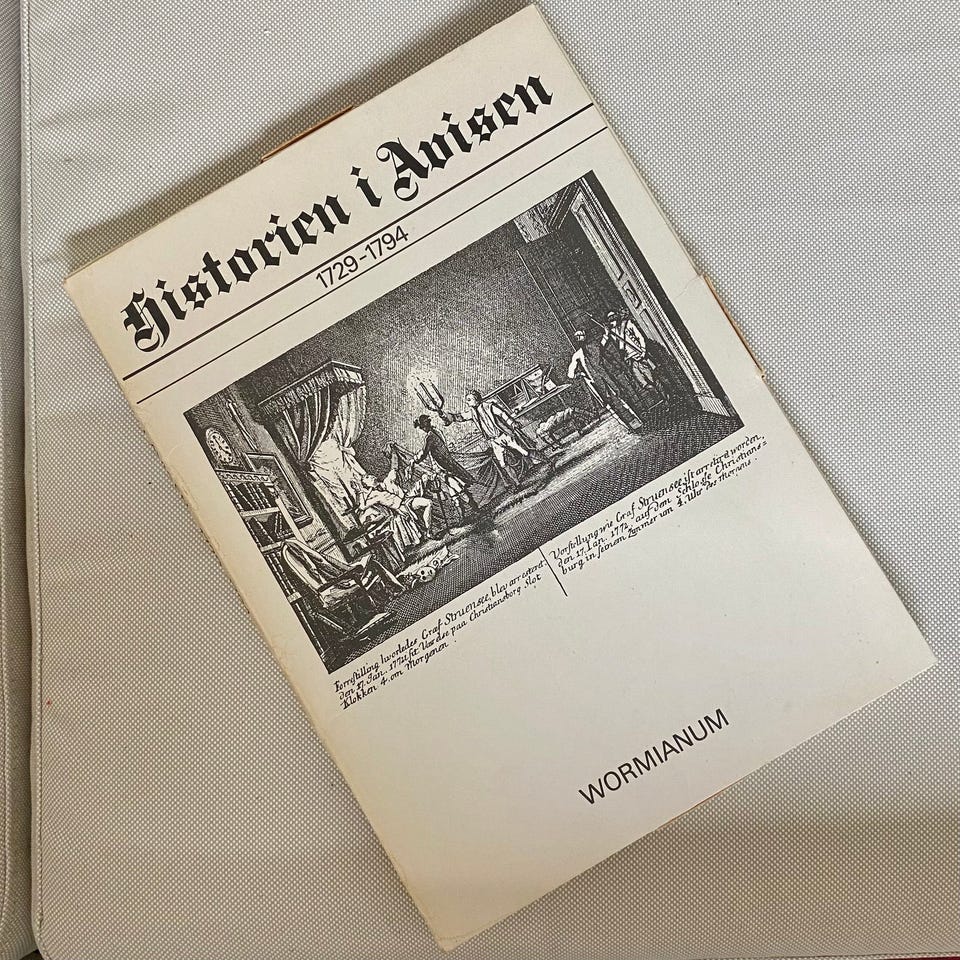 Historien i Avisen
1729-1794
Forrestilling hvorledes Graf Struensee, blev arresteret
den 17. Jan. 1772 paa Christiansborg Slot
Klokken 4. om Morgenen.
Vorstellung wie Graf Struensee ist arretirt worden,
den 17. Jan. 1772. auf dem Schlosse Christians=
burg in seinem Zimmer um 4. Uhr des Morgens.
WORMIANUM